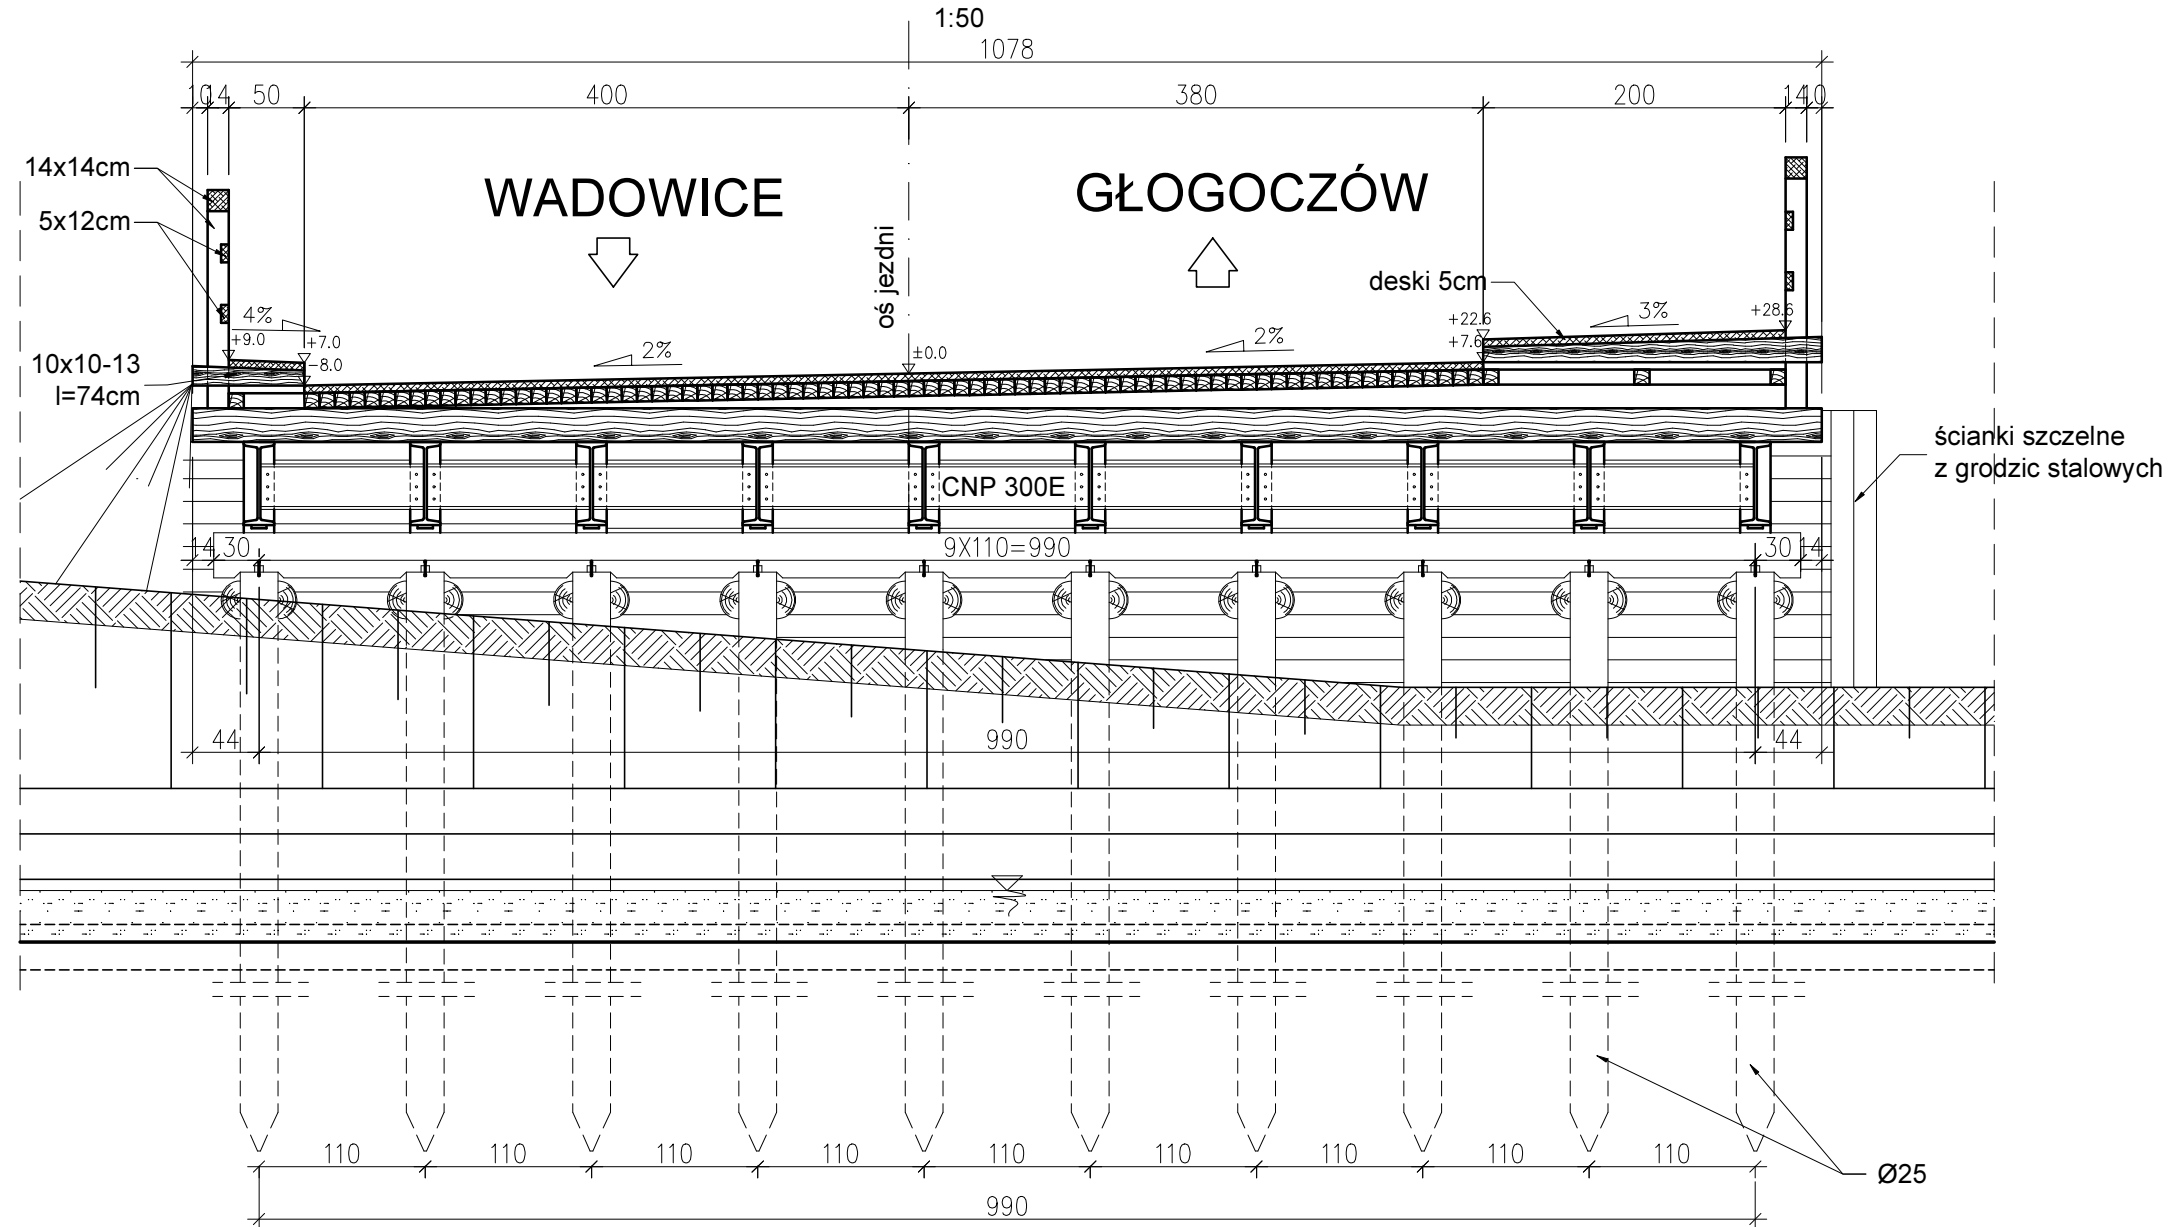 1:50
1078
10 14 50 400 380 200 14 10
14x14cm
5x12cm
WADOWICE
GŁOGOCZÓW
oś jezdni
deski 5cm
4%
+9.0
+7.0
-8.0
2%
±0.0
2%
+22.6
+7.6
3%
+28.6
10x10-13
l=74cm
ścianki szczelne
z grodzic stalowych
CNP 300E
14 30 9X110=990 30 14
44 990 44
110 110 110 110 110 110 110 110 110
Ø25
990